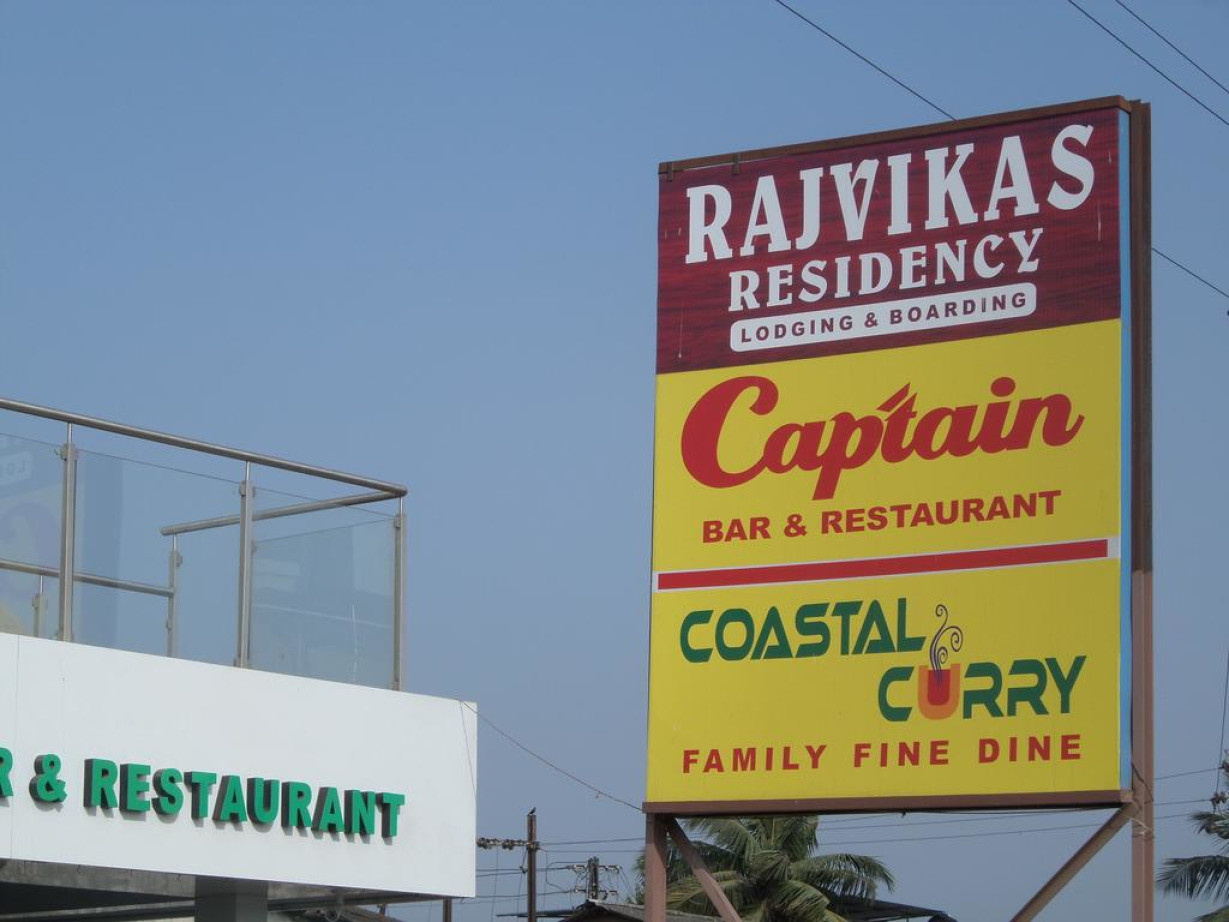 RAJVIKAS
RESIDENCY
LODGING & BOARDING
Captain
BAR & RESTAURANT
COASTAL
CURRY
FAMILY FINE DINE
& RESTAURANT